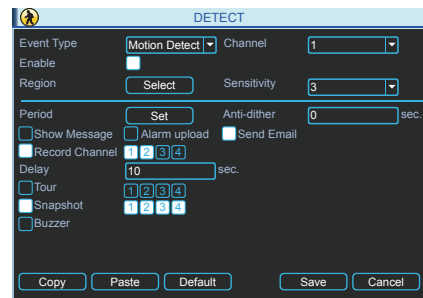 DETECT
Event Type Motion Detect Channel 1
Enable
Region Select Sensitivity 3
Period Set Anti-dither 0 sec.
Show Message Alarm upload Send Email
Record Channel 1 2 3 4
Delay 10 sec.
Tour 1 2 3 4
Snapshot 1 2 3 4
Buzzer
Copy Paste Default Save Cancel